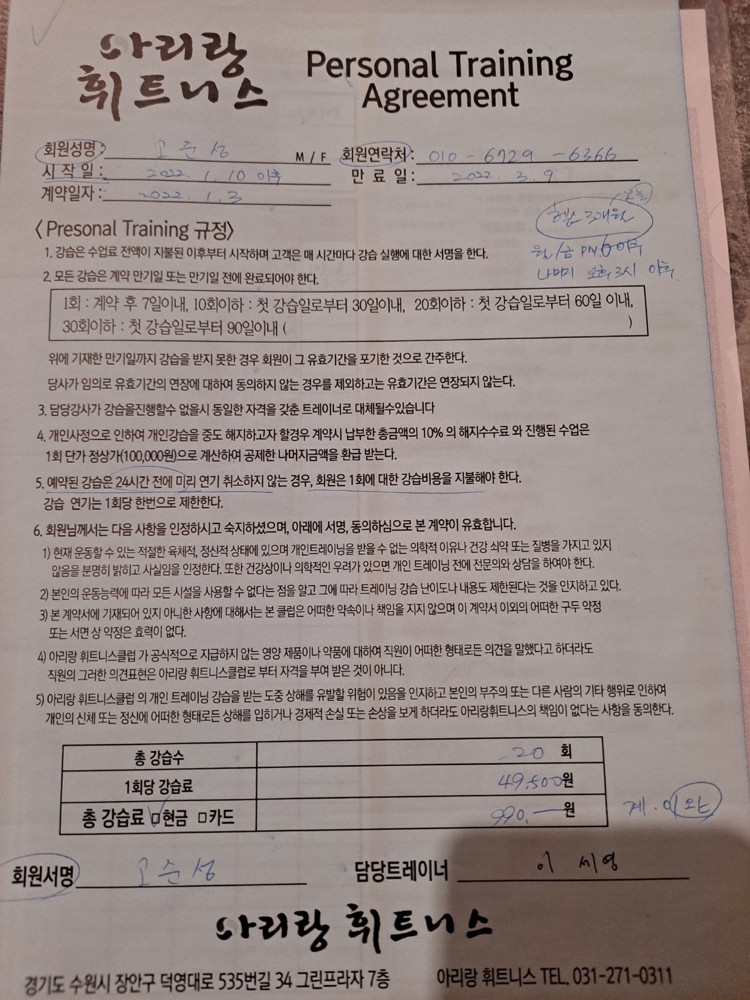 아리랑
휘트니스
Personal Training
Agreement
회원성명: 고준성 M / F 회원연락처: 010 - 6729 - 6366
시 작 일: 2022. 1. 10 이후 만 료 일: 2022. 3. 9
계약일자: 2022. 1. 3
헬스 3개월
〈 Presonal Training 규정〉
월/금 PM 6 이후
1. 강습은 수업료 전액이 지불된 이후부터 시작하며 고객은 매 시간마다 강습 실행에 대한 서명을 한다.
나머지 오후 3시 이후
2. 모든 강습은 계약 만기일 또는 만기일 전에 완료되어야 한다.
1회 : 계약 후 7일이내, 10회이하 : 첫 강습일로부터 30일이내, 20회이하 : 첫 강습일로부터 60일 이내,
30회이하 : 첫 강습일로부터 90일이내 ( )
위에 기재한 만기일까지 강습을 받지 못한 경우 회원이 그 유효기간을 포기한 것으로 간주한다.
당사가 임의로 유효기간의 연장에 대하여 동의하지 않는 경우를 제외하고는 유효기간은 연장되지 않는다.
3. 담당강사가 강습을진행할수 없을시 동일한 자격을 갖춘 트레이너로 대체될수있습니다
4. 개인사정으로 인하여 개인강습을 중도 해지하고자 할경우 계약시 납부한 총금액의 10% 의 해지수수료 와 진행된 수업은
1회 단가 정상가(100,000원)으로 계산하여 공제한 나머지금액을 환급 받는다.
5. 예약된 강습은 24시간 전에 미리 연기 취소하지 않는 경우, 회원은 1회에 대한 강습비용을 지불해야 한다.
강습 연기는 1회당 한번으로 제한한다.
6. 회원님께서는 다음 사항을 인정하시고 숙지하셨으며, 아래에 서명, 동의하심으로 본 계약이 유효합니다.
1) 현재 운동할 수 있는 적절한 육체적, 정신적 상태에 있으며 개인트레이닝을 받을 수 없는 의학적 이유나 건강 쇠약 또는 질병을 가지고 있지
않음을 분명히 밝히고 사실임을 인정한다. 또한 건강상이나 의학적인 우려가 있으면 개인 트레이닝 전에 전문의와 상담을 하여야 한다.
2) 본인의 운동능력에 따라 모든 시설을 사용할 수 없다는 점을 알고 그에 따라 트레이닝 강습 난이도나 내용도 제한된다는 것을 인지하고 있다.
3) 본 계약서에 기재되어 있지 아니한 사항에 대해서는 본 클럽은 어떠한 약속이나 책임을 지지 않으며 이 계약서 이외의 어떠한 구두 약정
또는 서면 상 약정은 효력이 없다.
4) 아리랑 휘트니스클럽 가 공식적으로 지급하지 않는 영양 제품이나 약품에 대하여 직원이 어떠한 형태로든 의견을 말했다고 하더라도
직원의 그러한 의견표현은 아리랑 휘트니스클럽로 부터 자격을 부여 받은 것이 아니다.
5) 아리랑 휘트니스클럽 의 개인 트레이닝 강습을 받는 도중 상해를 유발할 위험이 있음을 인지하고 본인의 부주의 또는 다른 사람의 기타 행위로 인하여
개인의 신체 또는 정신에 어떠한 형태로든 상해를 입히거나 경제적 손실 또는 손상을 보게 하더라도 아리랑휘트니스의 책임이 없다는 사항을 동의한다.
총 강습수 20 회
1회당 강습료 49,500원
총 강습료 현금 카드 990,— 원
회원서명 고준성 담당트레이너 이세영
아리랑 휘트니스
경기도 수원시 장안구 덕영대로 535번길 34 그린프라자 7층 아리랑 휘트니스 TEL. 031-271-0311